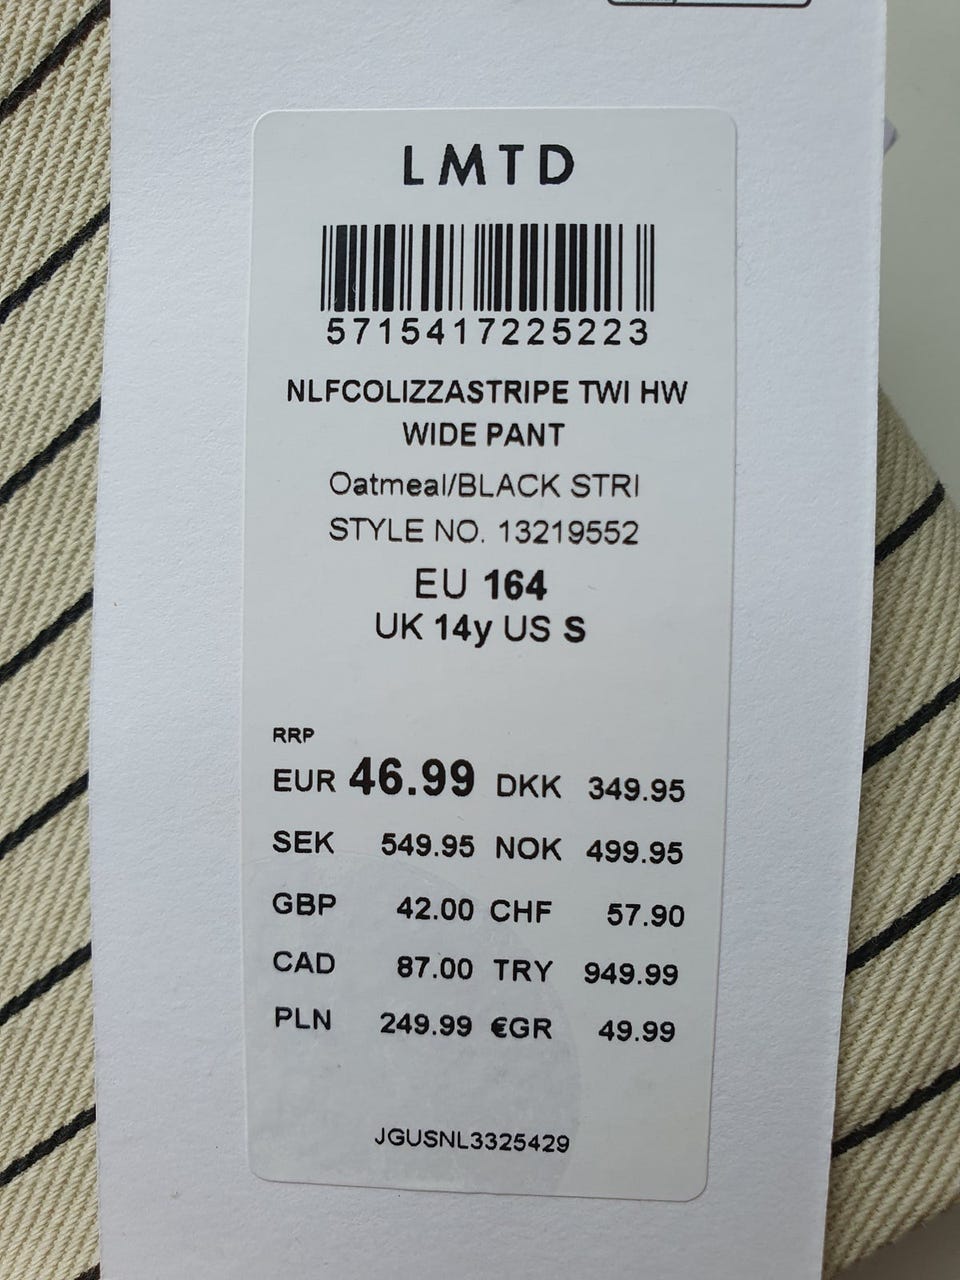 LMTD
5715417225223
NLFCOLIZZASTRIPE TWI HW
WIDE PANT
Oatmeal/BLACK STRI
STYLE NO. 13219552
EU 164
UK 14y US S
RRP
EUR 46.99 DKK 349.95
SEK 549.95 NOK 499.95
GBP 42.00 CHF 57.90
CAD 87.00 TRY 949.99
PLN 249.99 €GR 49.99
JGUSNL3325429